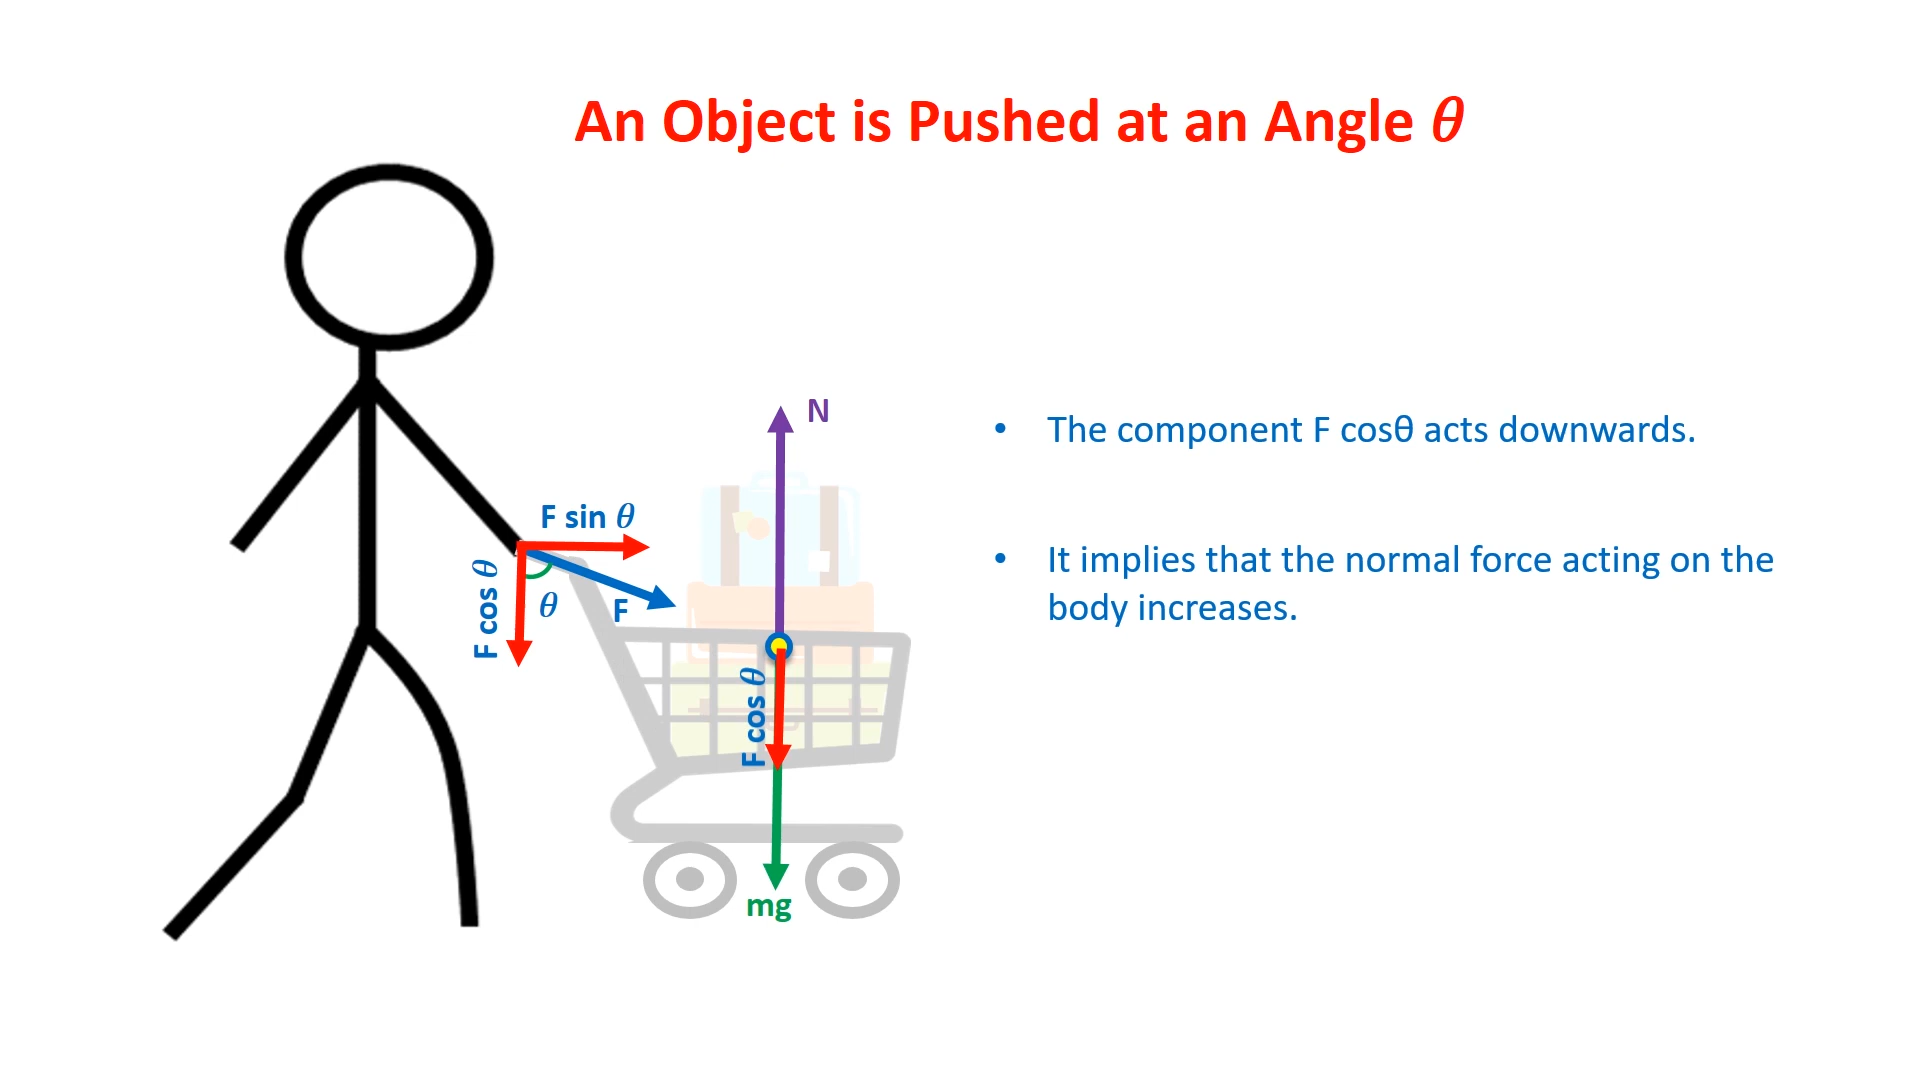 An Object is Pushed at an Angle 𝜃
N
• The component F cosθ acts downwards.
F sin 𝜃
• It implies that the normal force acting on the
body increases.
F cos 𝜃
𝜃
F
F cos 𝜃
mg